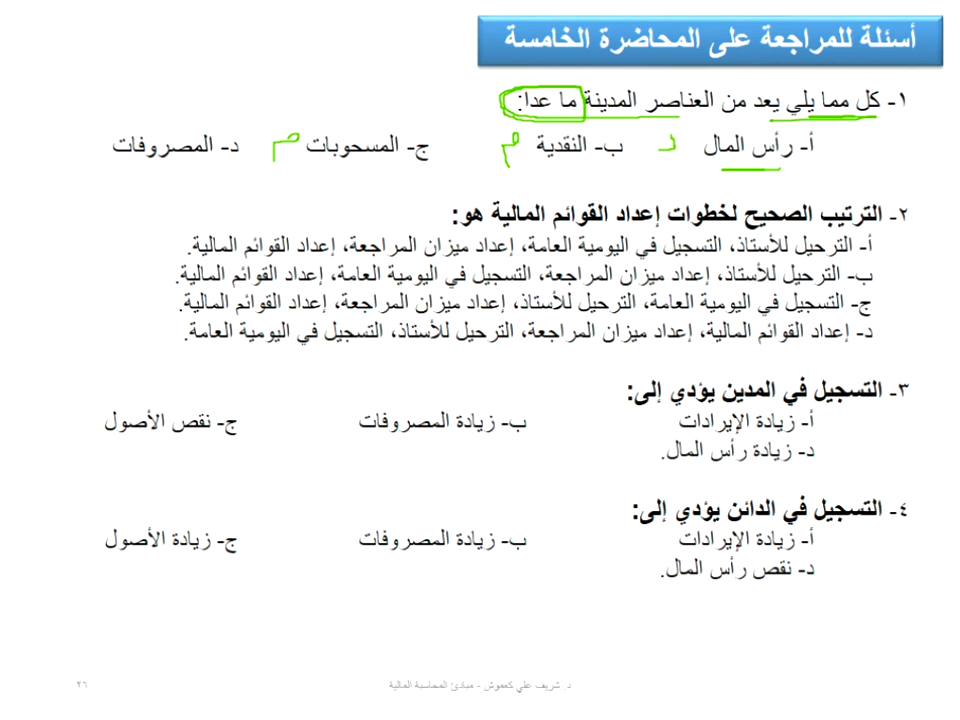 أسئلة للمراجعة على المحاضرة الخامسة
١- كل مما يلي يعد من العناصر المدينة ما عدا:
أ- رأس المال د ب- النقدية م ج- المسحوبات م د- المصروفات
٢- الترتيب الصحيح لخطوات إعداد القوائم المالية هو:
أ- الترحيل للأستاذ، التسجيل في اليومية العامة، إعداد ميزان المراجعة، إعداد القوائم المالية.
ب- الترحيل للأستاذ، إعداد ميزان المراجعة، التسجيل في اليومية العامة، إعداد القوائم المالية.
ج- التسجيل في اليومية العامة، الترحيل للأستاذ، إعداد ميزان المراجعة، إعداد القوائم المالية.
د- إعداد القوائم المالية، إعداد ميزان المراجعة، الترحيل للأستاذ، التسجيل في اليومية العامة.
٣- التسجيل في المدين يؤدي إلى:
أ- زيادة الإيرادات ب- زيادة المصروفات ج- نقص الأصول
د- زيادة رأس المال.
٤- التسجيل في الدائن يؤدي إلى:
أ- زيادة الإيرادات ب- زيادة المصروفات ج- زيادة الأصول
د- نقص رأس المال.
د. شريف علي كعموش - مبادئ المحاسبة المالية
٢٦